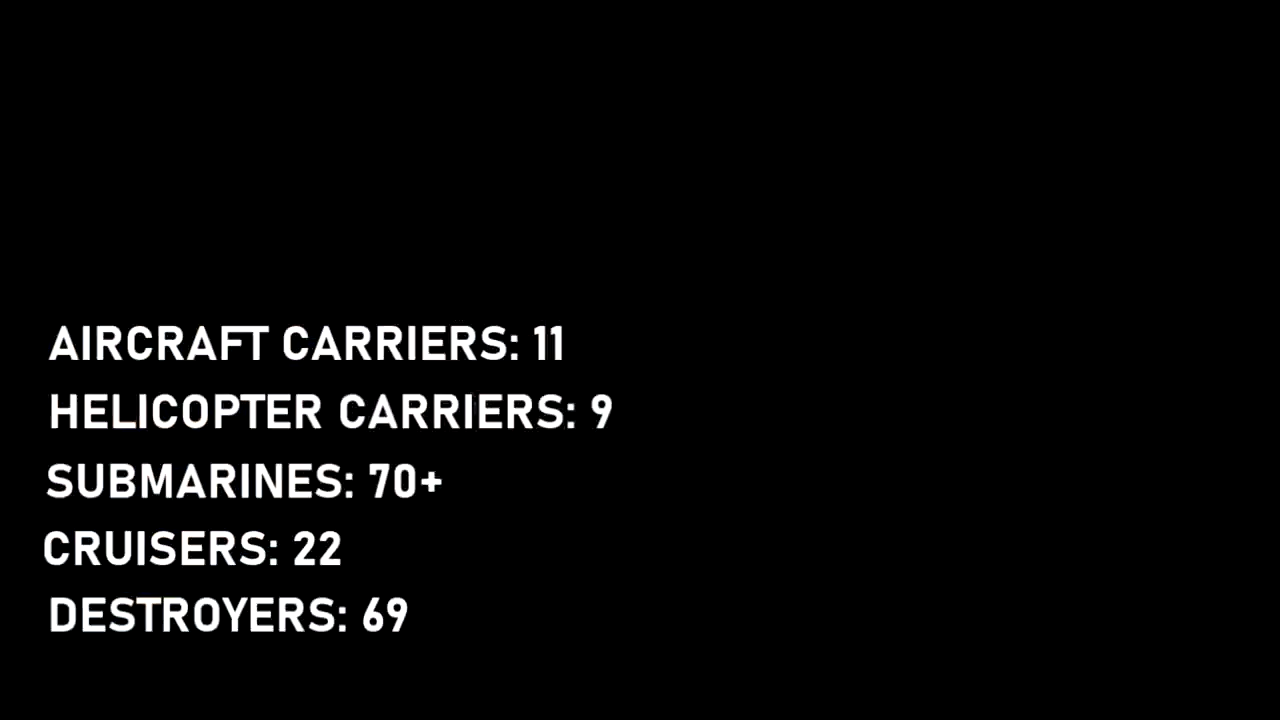 AIRCRAFT CARRIERS: 11
HELICOPTER CARRIERS: 9
SUBMARINES: 70+
CRUISERS: 22
DESTROYERS: 69